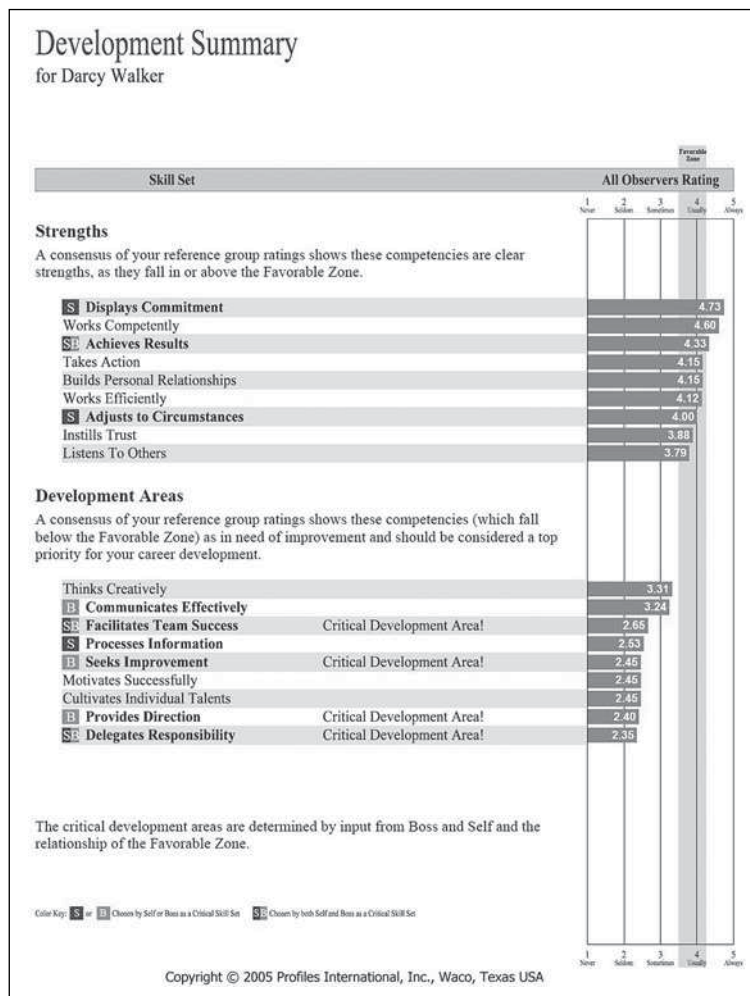 Development Summary
for Darcy Walker
Favorable
Zone
Skill Set All Observers Rating
1 2 3 4 5
Never Seldom Sometimes Usually Always
Strengths
A consensus of your reference group ratings shows these competencies are clear
strengths, as they fall in or above the Favorable Zone.
S Displays Commitment 4.73
Works Competently 4.60
SB Achieves Results 4.33
Takes Action 4.15
Builds Personal Relationships 4.15
Works Efficiently 4.12
S Adjusts to Circumstances 4.00
Instills Trust 3.88
Listens To Others 3.79
Development Areas
A consensus of your reference group ratings shows these competencies (which fall
below the Favorable Zone) as in need of improvement and should be considered a top
priority for your career development.
Thinks Creatively 3.31
B Communicates Effectively 3.24
SB Facilitates Team Success Critical Development Area! 2.65
S Processes Information 2.53
B Seeks Improvement Critical Development Area! 2.45
Motivates Successfully 2.45
Cultivates Individual Talents 2.45
B Provides Direction Critical Development Area! 2.40
SB Delegates Responsibility Critical Development Area! 2.35
The critical development areas are determined by input from Boss and Self and the
relationship of the Favorable Zone.
Color Key: S or B Chosen by Self or Boss as a Critical Skill Set SB Chosen by both Self and Boss as a Critical Skill Set
1 2 3 4 5
Never Seldom Sometimes Usually Always
Copyright © 2005 Profiles International, Inc., Waco, Texas USA